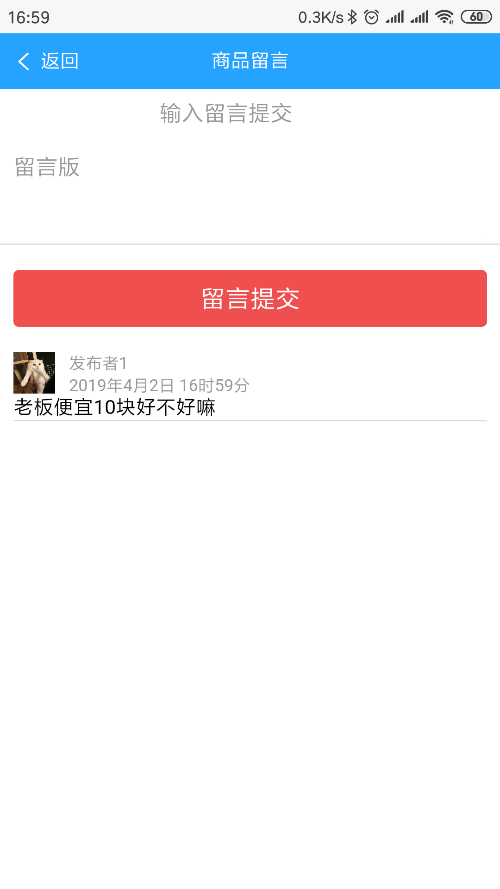 16:59 0.3K/s 60
返回 商品留言
输入留言提交
留言版
留言提交
发布者1
2019年4月2日 16时59分
老板便宜10块好不好嘛